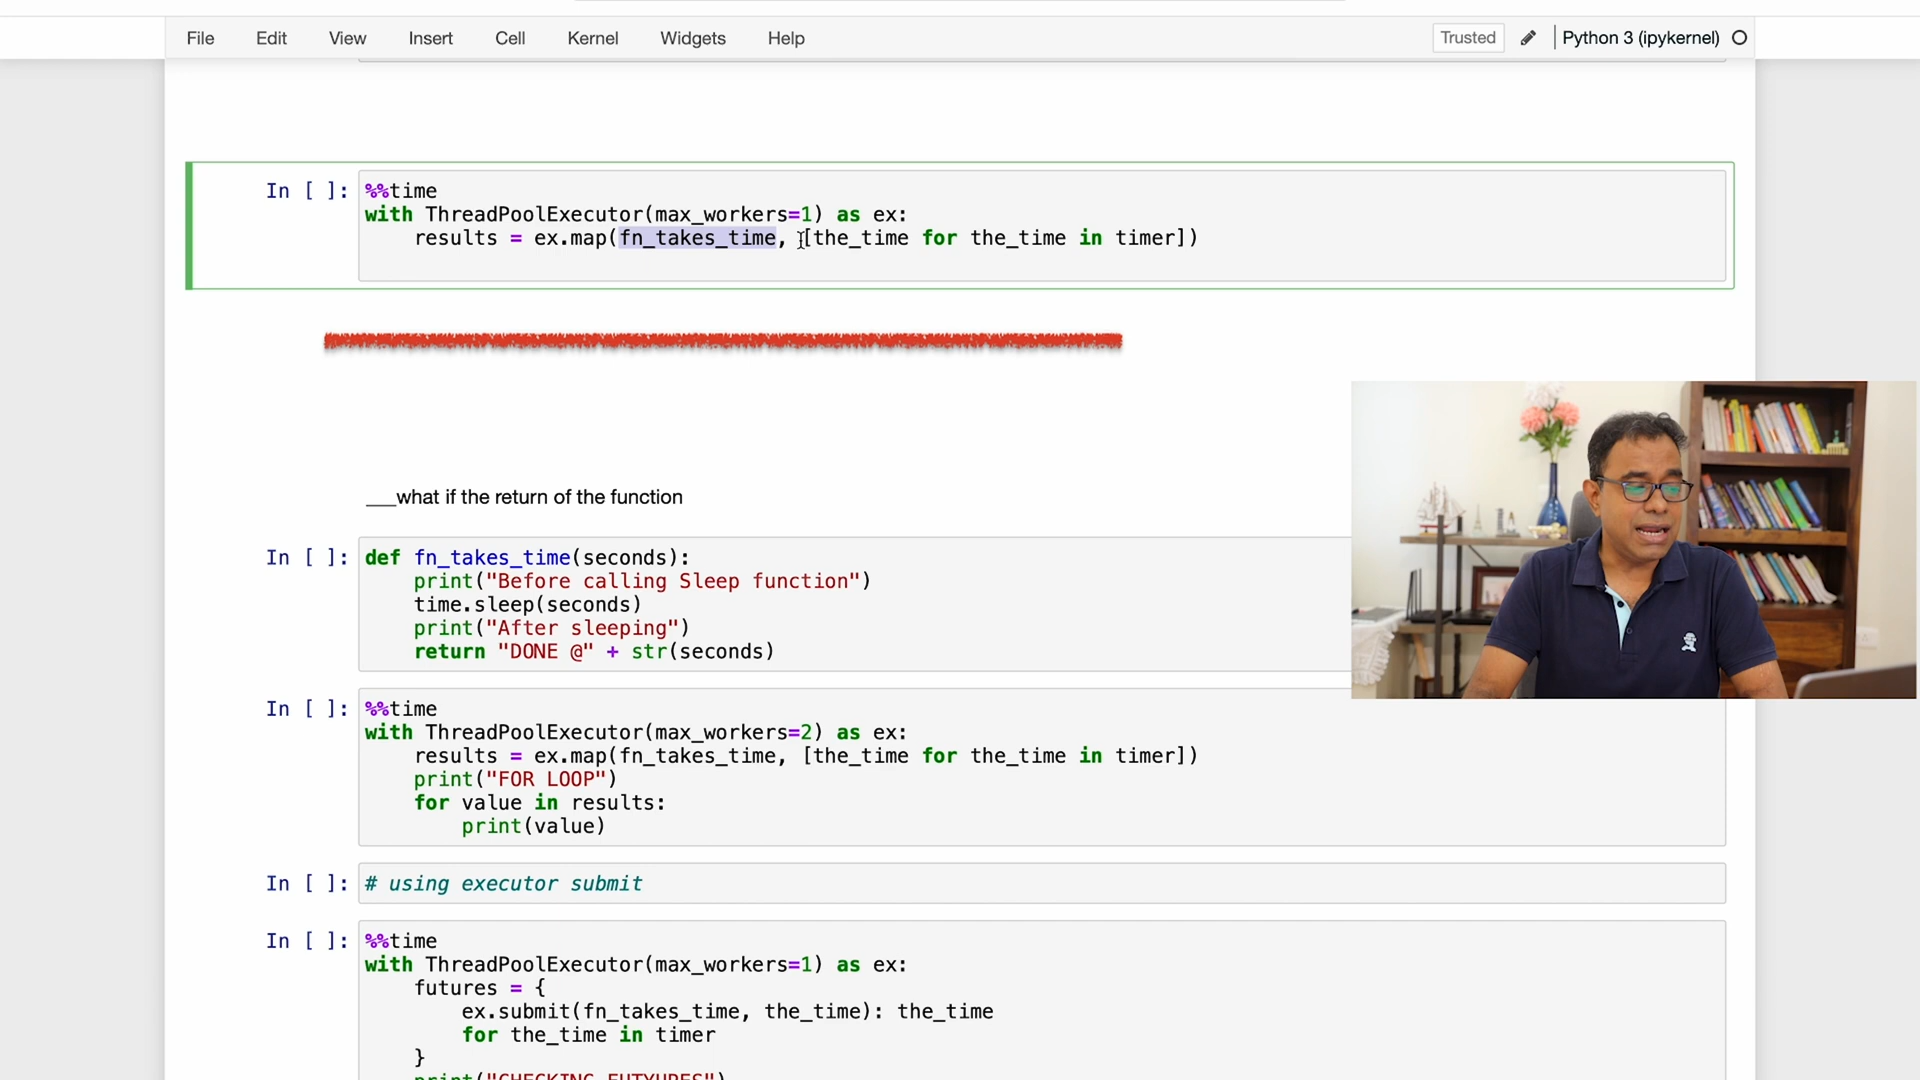 File Edit View Insert Cell Kernel Widgets Help Trusted Python 3 (ipykernel)
In [ ]: %%time
with ThreadPoolExecutor(max_workers=1) as ex:
    results = ex.map(fn_takes_time, [the_time for the_time in timer])
___what if the return of the function
In [ ]: def fn_takes_time(seconds):
    print("Before calling Sleep function")
    time.sleep(seconds)
    print("After sleeping")
    return "DONE @" + str(seconds)
In [ ]: %%time
with ThreadPoolExecutor(max_workers=2) as ex:
    results = ex.map(fn_takes_time, [the_time for the_time in timer])
    print("FOR LOOP")
    for value in results:
        print(value)
In [ ]: # using executor submit
In [ ]: %%time
with ThreadPoolExecutor(max_workers=1) as ex:
    futures = {
        ex.submit(fn_takes_time, the_time): the_time
        for the_time in timer
    }
    print("CHECKING FUTYURES")